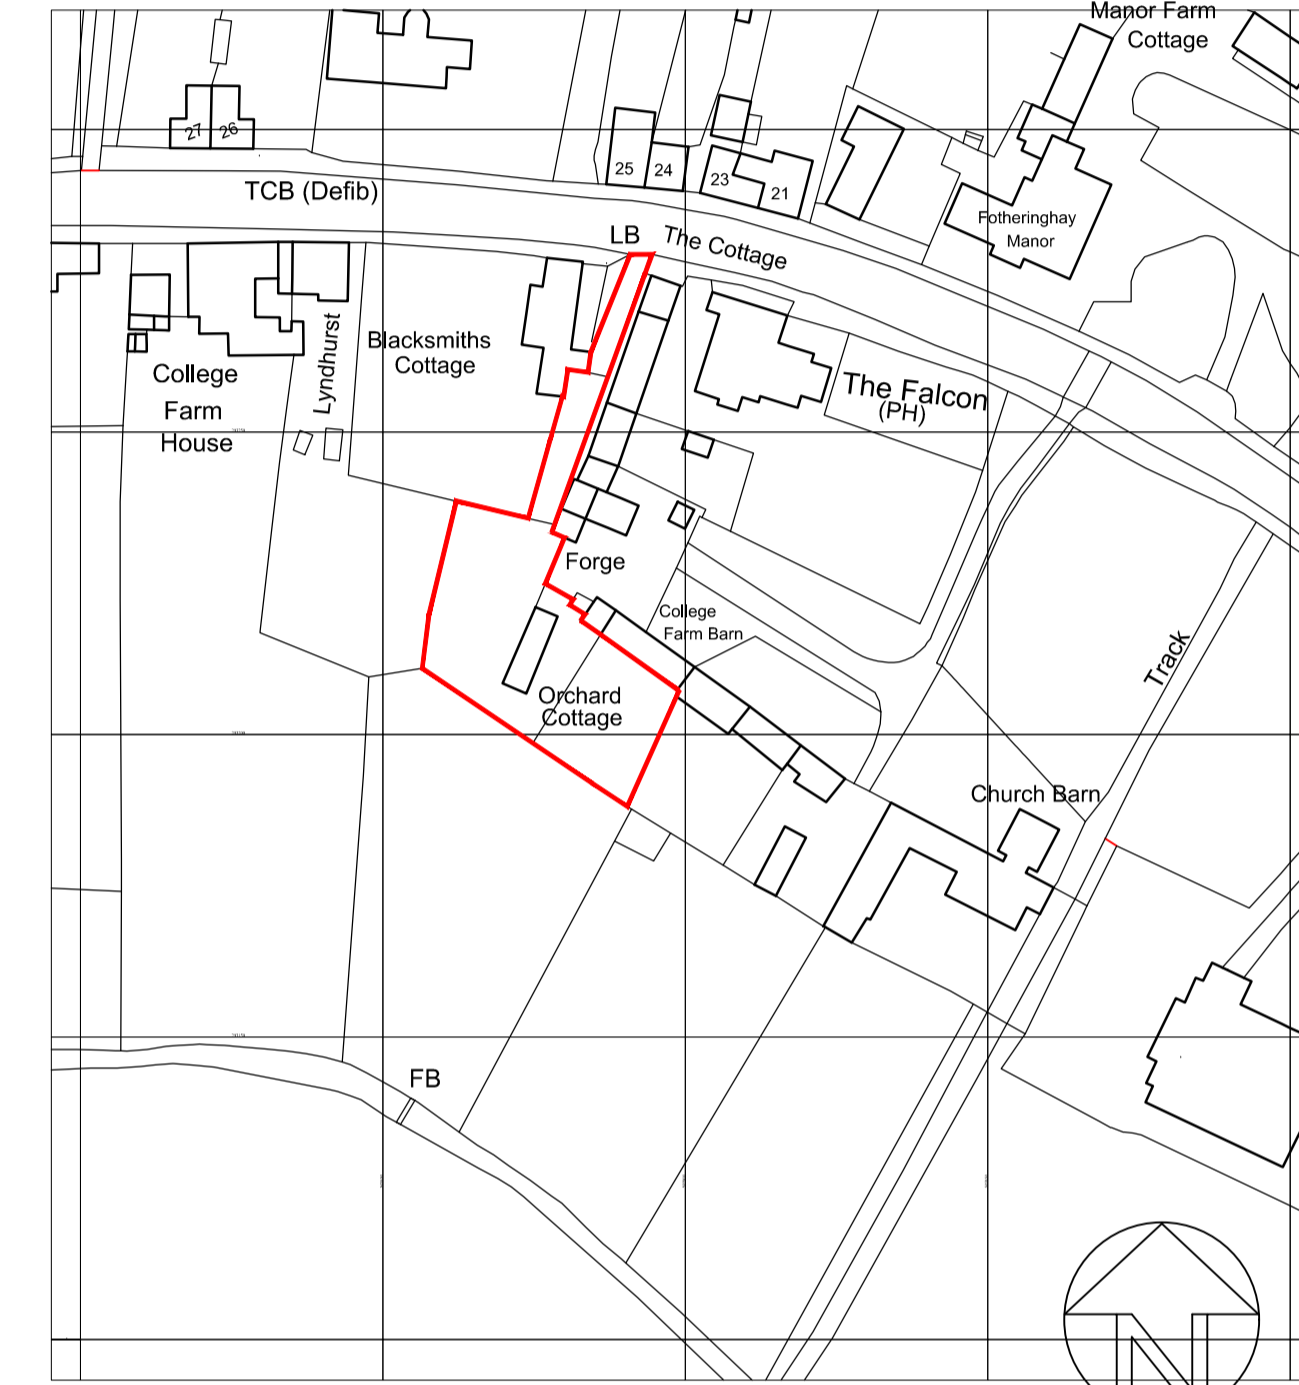 Manor Farm
Cottage
27
26
TCB (Defib)
25
24
23
21
Fotheringhay
Manor
LB
The Cottage
Blacksmiths
Cottage
Lyndhurst
College
Farm
House
The Falcon
(PH)
Forge
College
Farm Barn
Orchard
Cottage
Track
Church Barn
FB
N